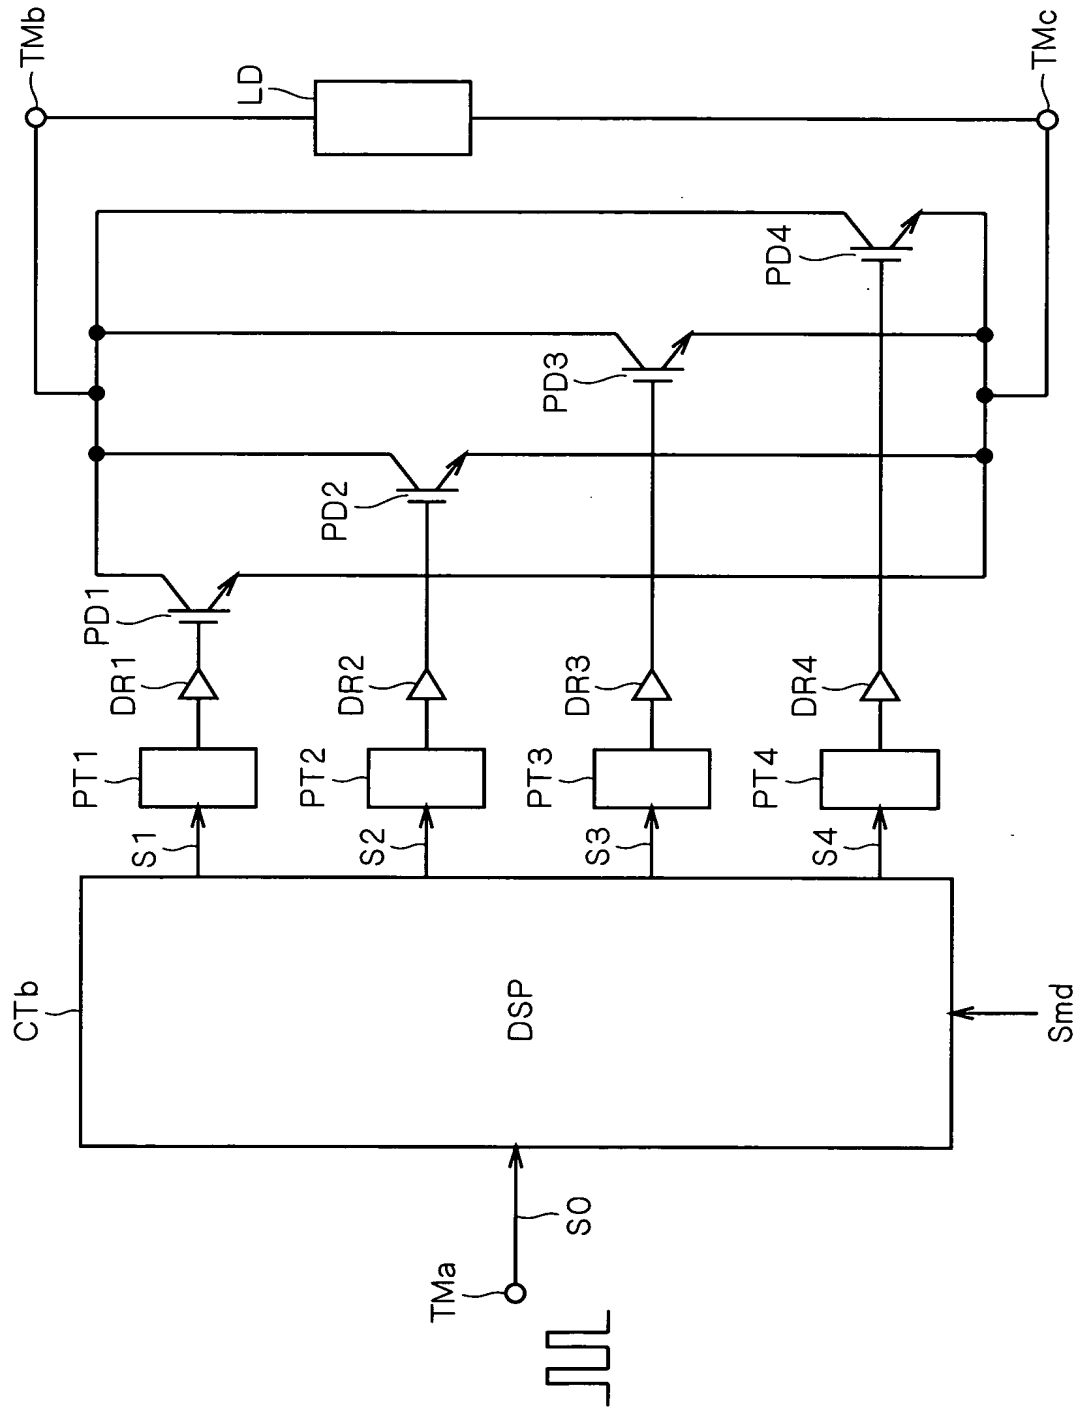 TMb
TMc
LD
PD4
PD3
PD2
PD1
DR1
DR2
DR3
DR4
PT1
PT2
PT3
PT4
S1
S2
S3
S4
CTb
DSP
Smd
S0
TMa